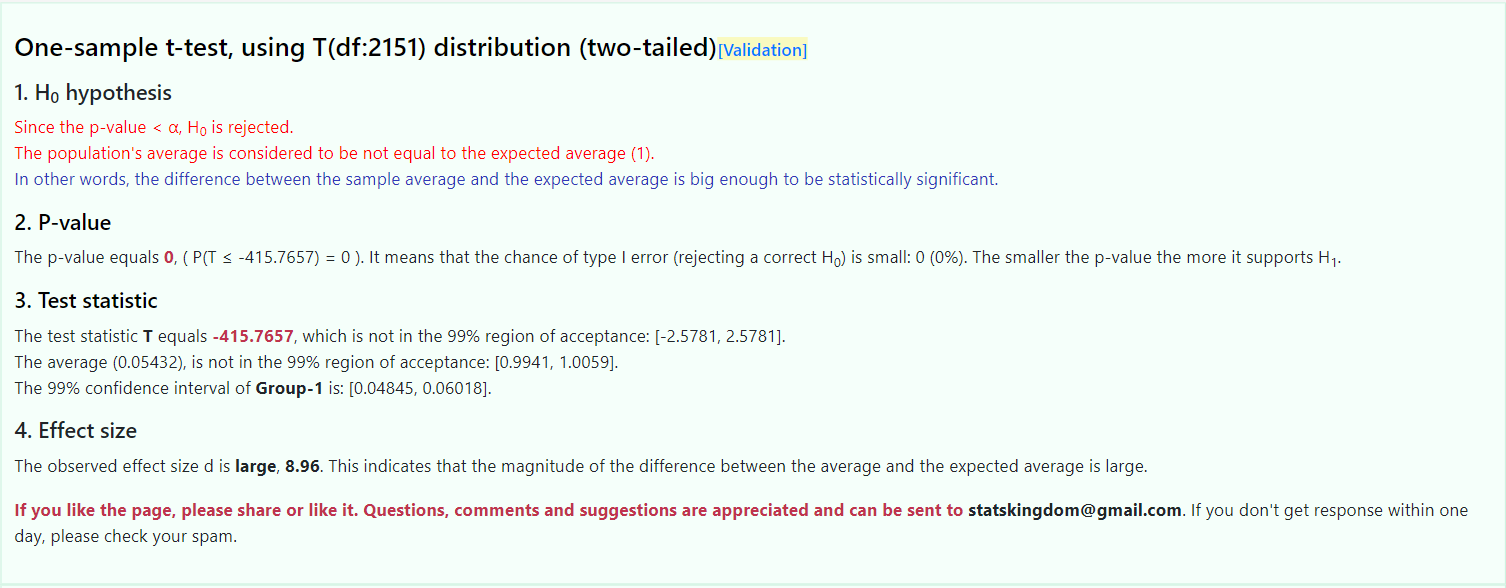 One-sample t-test, using T(df:2151) distribution (two-tailed)[Validation]
1. H₀ hypothesis
Since the p-value < α, H₀ is rejected.
The population's average is considered to be not equal to the expected average (1).
In other words, the difference between the sample average and the expected average is big enough to be statistically significant.
2. P-value
The p-value equals 0, ( P(T ≤ -415.7657) = 0 ). It means that the chance of type I error (rejecting a correct H₀) is small: 0 (0%). The smaller the p-value the more it supports H₁.
3. Test statistic
The test statistic T equals -415.7657, which is not in the 99% region of acceptance: [-2.5781, 2.5781].
The average (0.05432), is not in the 99% region of acceptance: [0.9941, 1.0059].
The 99% confidence interval of Group-1 is: [0.04845, 0.06018].
4. Effect size
The observed effect size d is large, 8.96. This indicates that the magnitude of the difference between the average and the expected average is large.
If you like the page, please share or like it. Questions, comments and suggestions are appreciated and can be sent to statskingdom@gmail.com. If you don't get response within one
day, please check your spam.